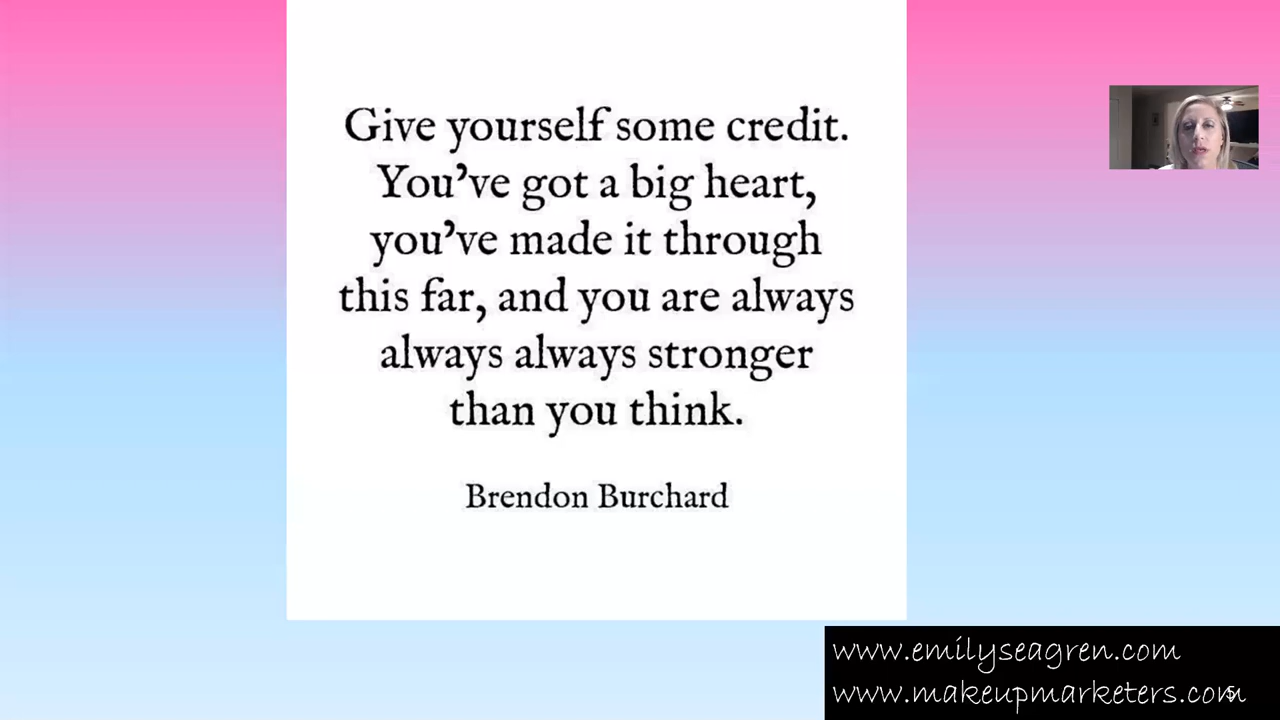 Give yourself some credit.
You've got a big heart,
you've made it through
this far, and you are always
always always stronger
than you think.
Brendon Burchard
www.emilyseagren.com
www.makeupmarketers.com
5